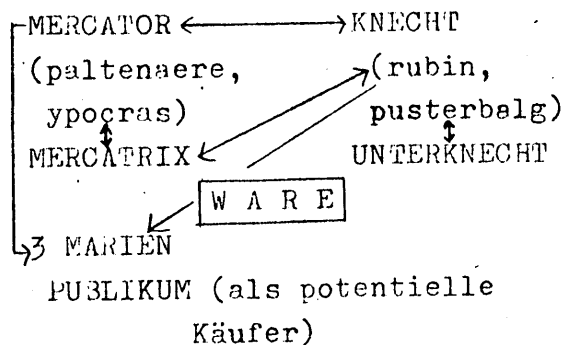 MERCATOR KNECHT
(paltenaere, (rubin,
ypocras) pusterbalg)
MERCATRIX UNTERKNECHT
WARE
3 MARIEN
PUBLIKUM (als potentielle
Käufer)